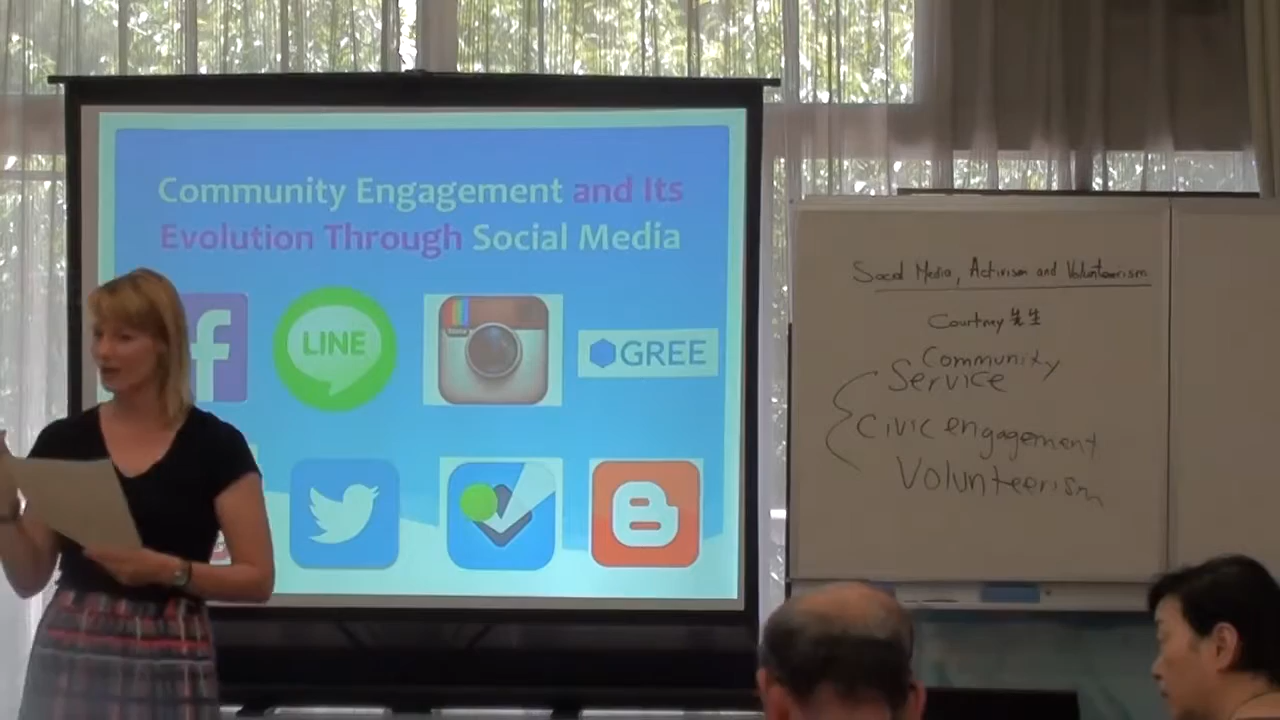 Community Engagement and Its
Evolution Through Social Media
f
LINE
GREE
Social Media, Activism and Volunteerism
Courtney 先生
Community
Service
Civic engagement
Volunteerism